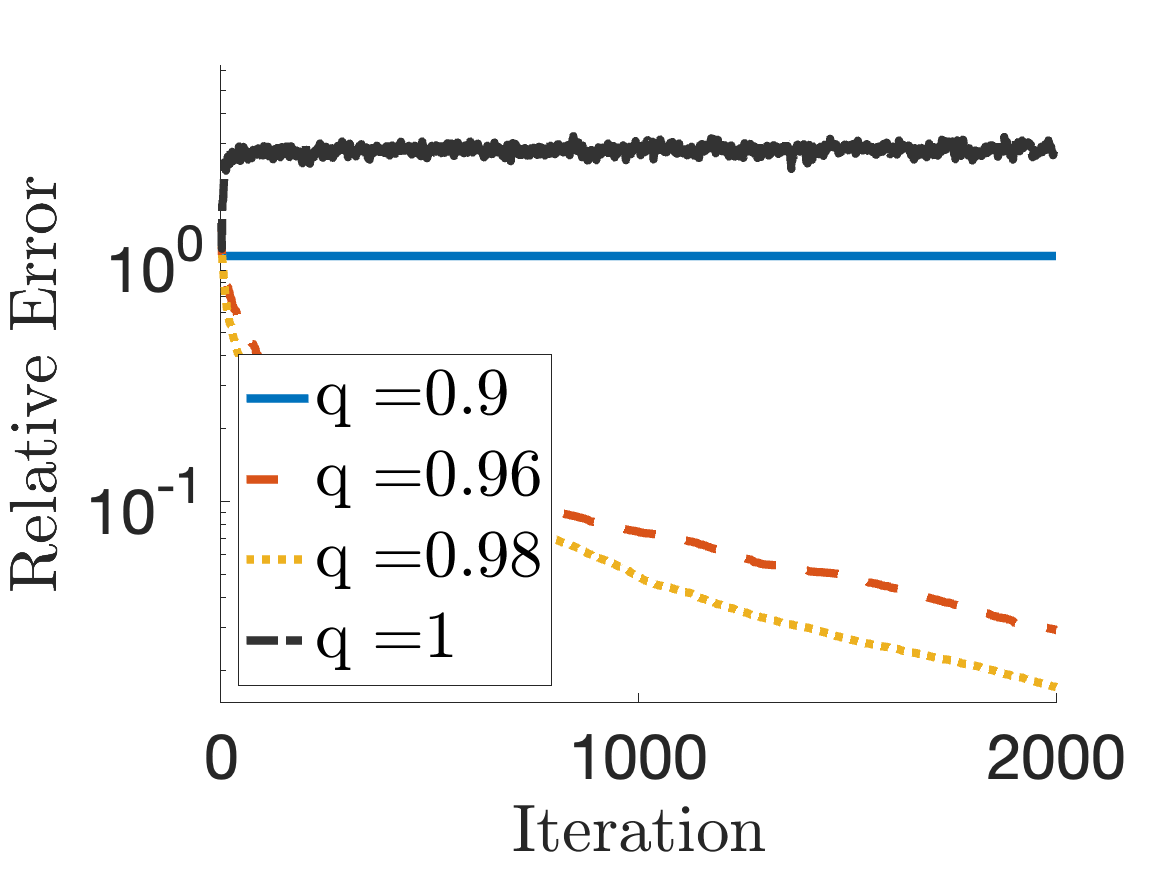 Relative Error
10^0
10^-1
q =0.9
q =0.96
q =0.98
q =1
0 1000 2000
Iteration